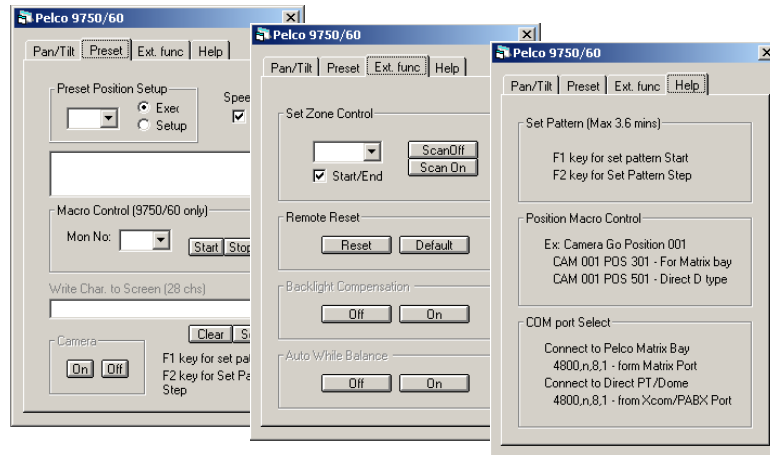 Pelco 9750/60
Pan/Tilt Preset Ext. func Help
Preset Position Setup
Exec
Setup
Macro Control (9750/60 only)
Mon No:
Start Stop
Write Char. to Screen (28 chs)
Clear
Camera
On Off
F1 key for set
F2 key for Set
Step
Pelco 9750/60
Pan/Tilt Preset Ext. func Help
Set Zone Control
ScanOff
Scan On
Start/End
Remote Reset
Reset Default
Backlight Compensation
Off On
Auto While Balance
Off On
Pelco 9750/60
Pan/Tilt Preset Ext. func Help
Set Pattern (Max 3.6 mins)
F1 key for set pattern Start
F2 key for Set Pattern Step
Position Macro Control
Ex: Camera Go Position 001
CAM 001 POS 301 - For Matrix bay
CAM 001 POS 501 - Direct D type
COM port Select
Connect to Pelco Matrix Bay
4800,n,8,1 - form Matrix Port
Connect to Direct PT/Dome
4800,n,8,1 - from Xcom/PABX Port